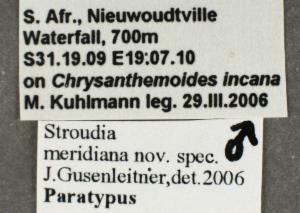 S. Afr., Nieuwoudtville
Waterfall, 700m
S31.19.09 E19.07.10
on Chrysanthemoides incana
M. Kuhlmann leg. 29.III.2006
Stroudia ♂
meridiana nov. spec.
J.Gusenleitner,det.2006
Paratypus